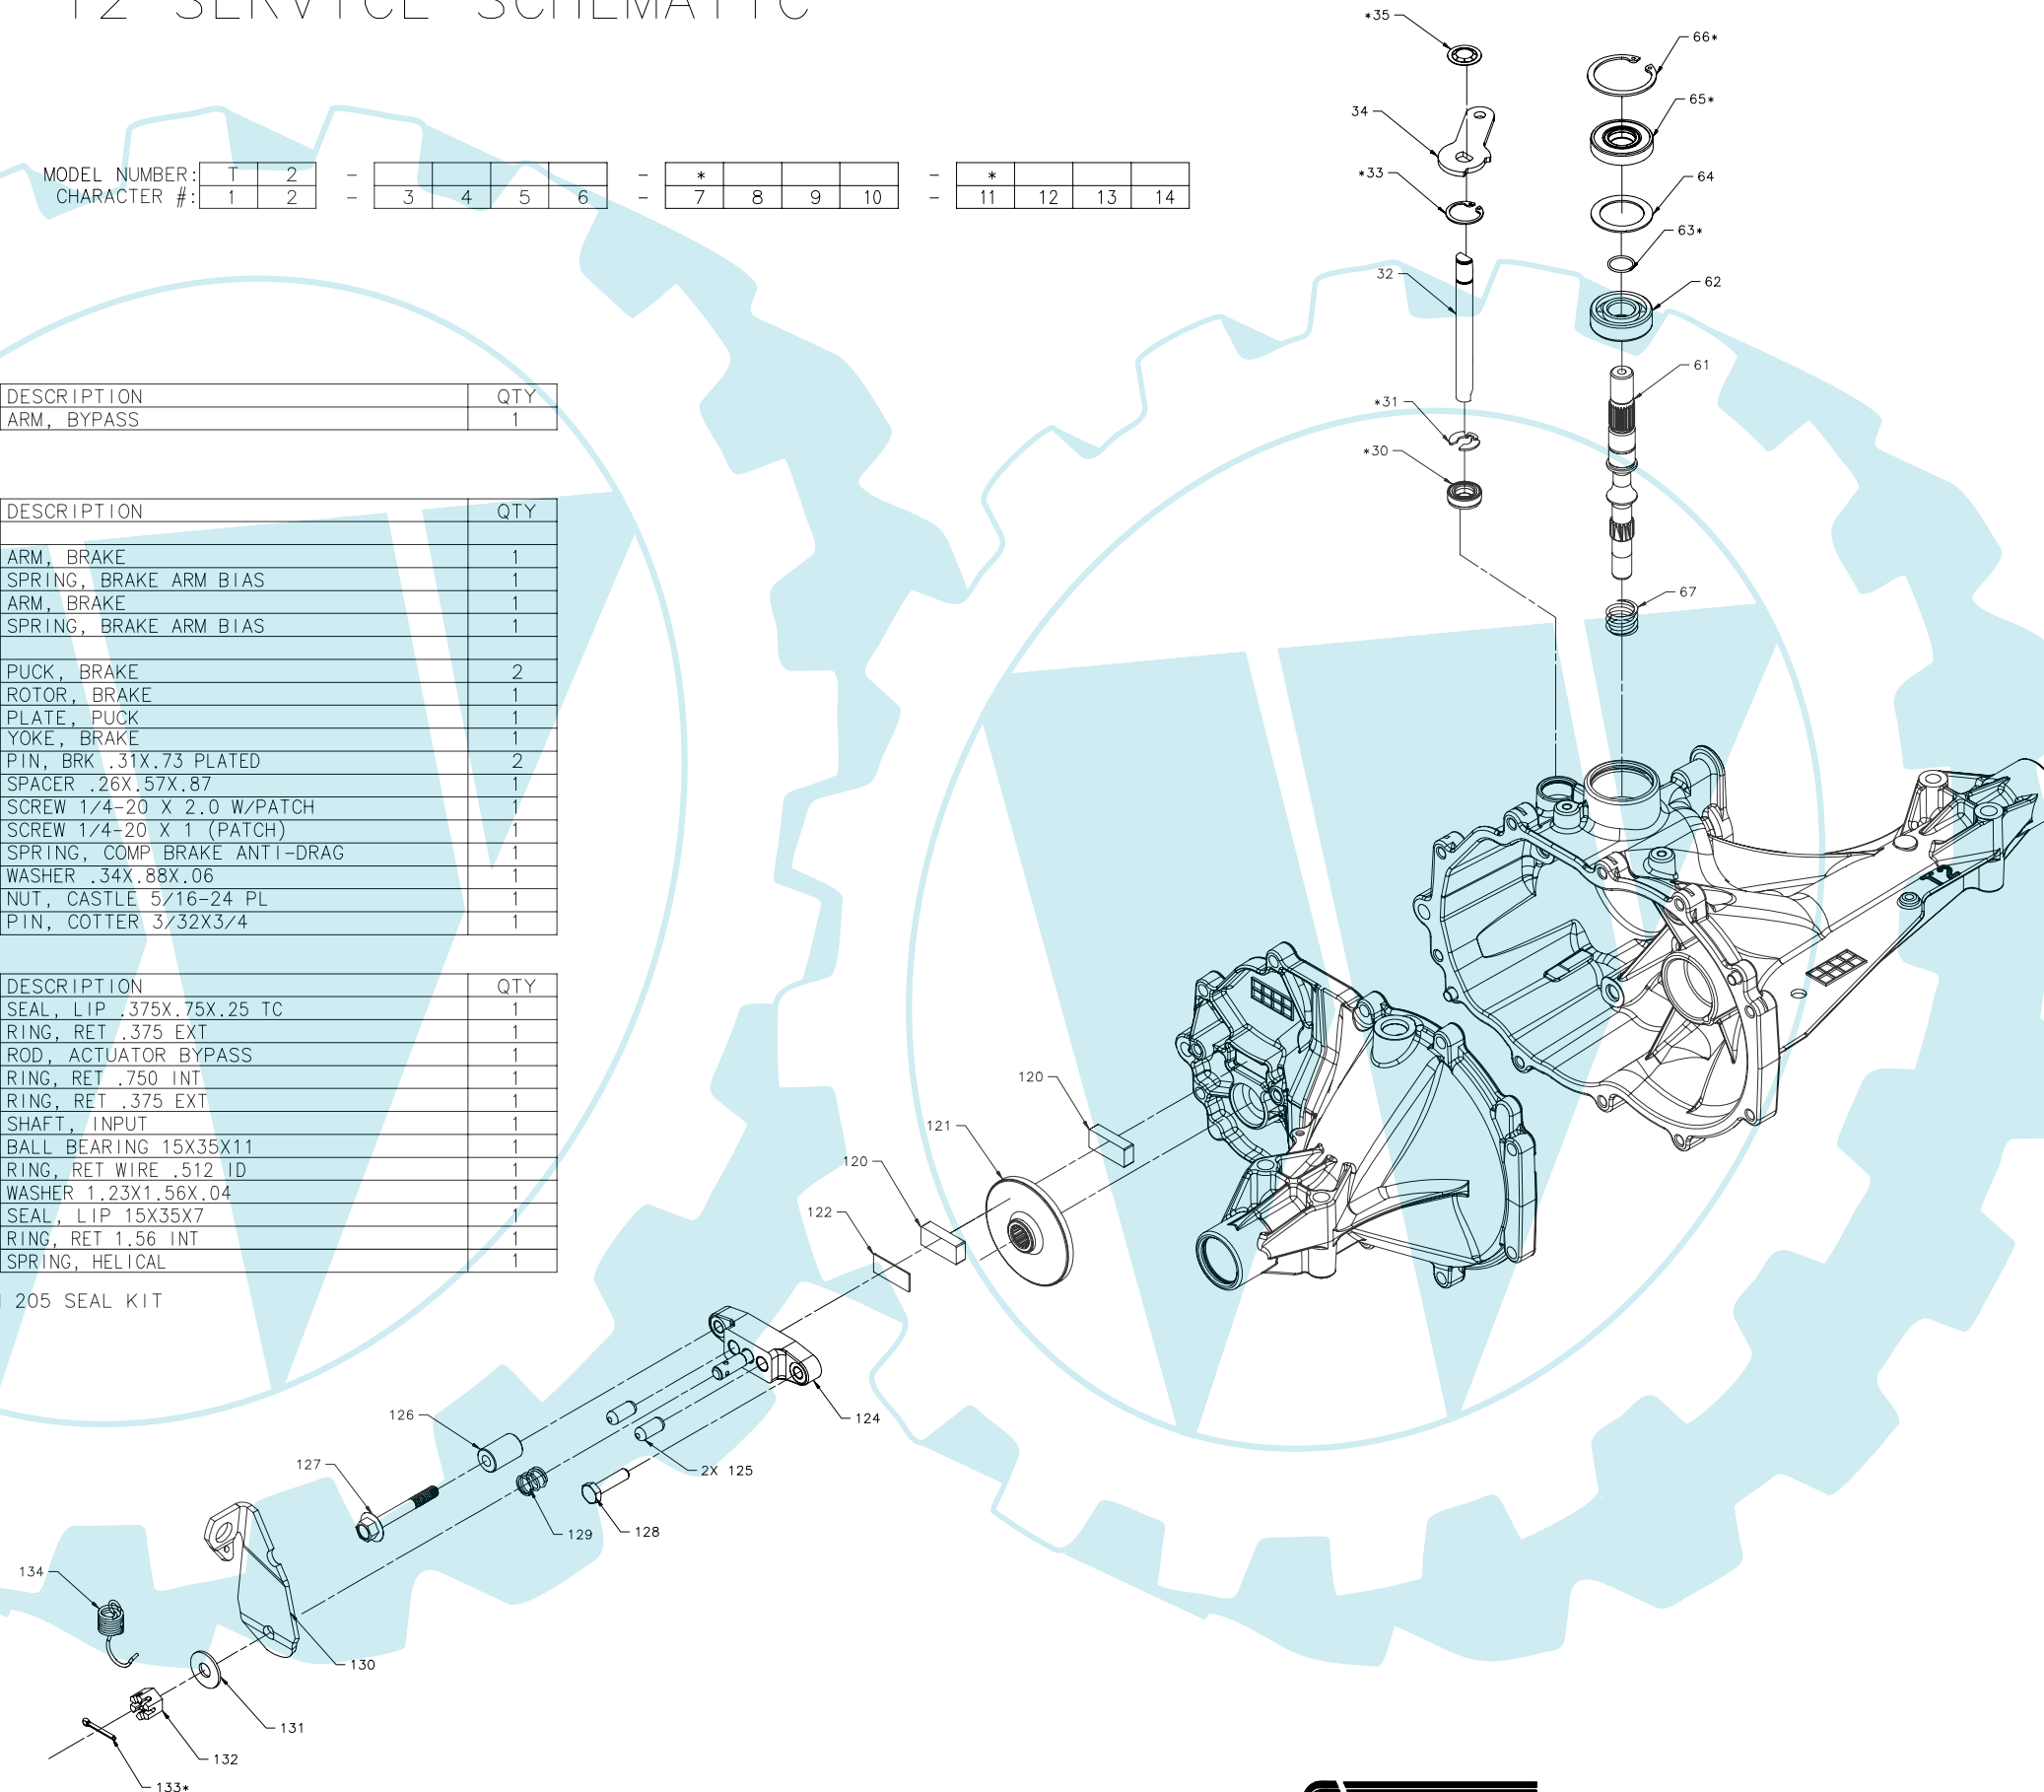 T2 SERVICE SCHEMATIC
MODEL NUMBER: T 2 - - * - *
CHARACTER #: 1 2 - 3 4 5 6 - 7 8 9 10 - 11 12 13 14
DESCRIPTION QTY
ARM, BYPASS 1
DESCRIPTION QTY
ARM, BRAKE 1
SPRING, BRAKE ARM BIAS 1
ARM, BRAKE 1
SPRING, BRAKE ARM BIAS 1
PUCK, BRAKE 2
ROTOR, BRAKE 1
PLATE, PUCK 1
YOKE, BRAKE 1
PIN, BRK .31X.73 PLATED 2
SPACER .26X.57X.87 1
SCREW 1/4-20 X 2.0 W/PATCH 1
SCREW 1/4-20 X 1 (PATCH) 1
SPRING, COMP BRAKE ANTI-DRAG 1
WASHER .34X.88X.06 1
NUT, CASTLE 5/16-24 PL 1
PIN, COTTER 3/32X3/4 1
DESCRIPTION QTY
SEAL, LIP .375X.75X.25 TC 1
RING, RET .375 EXT 1
ROD, ACTUATOR BYPASS 1
RING, RET .750 INT 1
RING, RET .375 EXT 1
SHAFT, INPUT 1
BALL BEARING 15X35X11 1
RING, RET WIRE .512 ID 1
WASHER 1.23X1.56X.04 1
SEAL, LIP 15X35X7 1
RING, RET 1.56 INT 1
SPRING, HELICAL 1
205 SEAL KIT
*35
34
*33
32
*31
*30
66*
65*
64
63*
62
61
67
T2
120
121
120
122
124
126
127
2X 125
128
129
134
130
131
132
133*